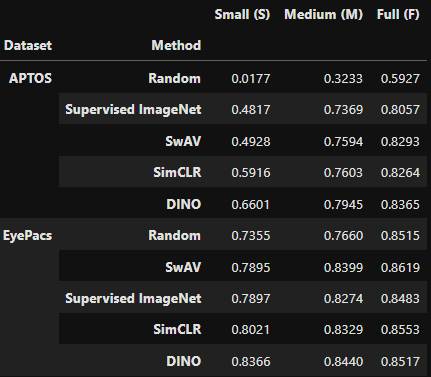 Small (S) Medium (M) Full (F)
Dataset Method
APTOS Random 0.0177 0.3233 0.5927
Supervised ImageNet 0.4817 0.7369 0.8057
SwAV 0.4928 0.7594 0.8293
SimCLR 0.5916 0.7603 0.8264
DINO 0.6601 0.7945 0.8365
EyePacs Random 0.7355 0.7660 0.8515
SwAV 0.7895 0.8399 0.8619
Supervised ImageNet 0.7897 0.8274 0.8483
SimCLR 0.8021 0.8329 0.8553
DINO 0.8366 0.8440 0.8517